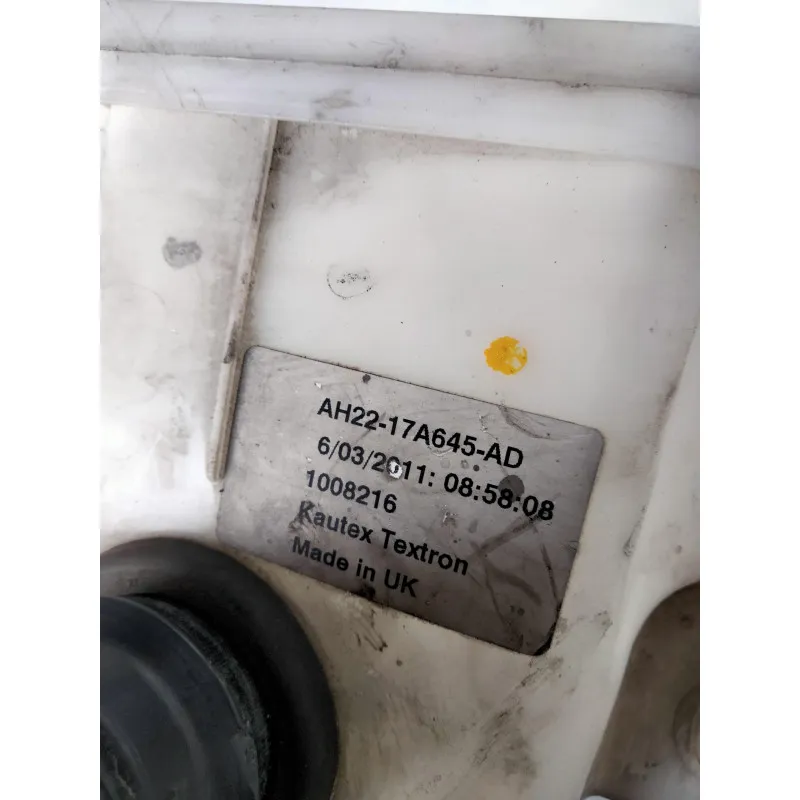 AH22-17A645-AD
6/03/2011: 08:58:08
1008216
Kautex Textron
Made in UK